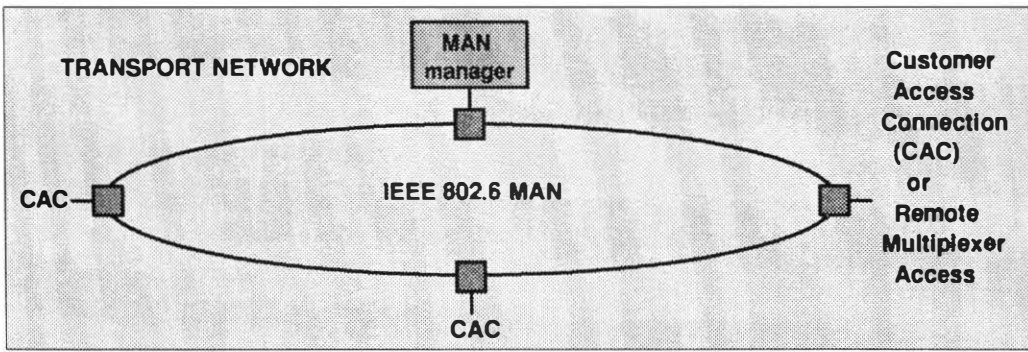 TRANSPORT NETWORK
MAN
manager
IEEE 802.6 MAN
CAC
CAC
Customer
Access
Connection
(CAC)
or
Remote
Multiplexer
Access